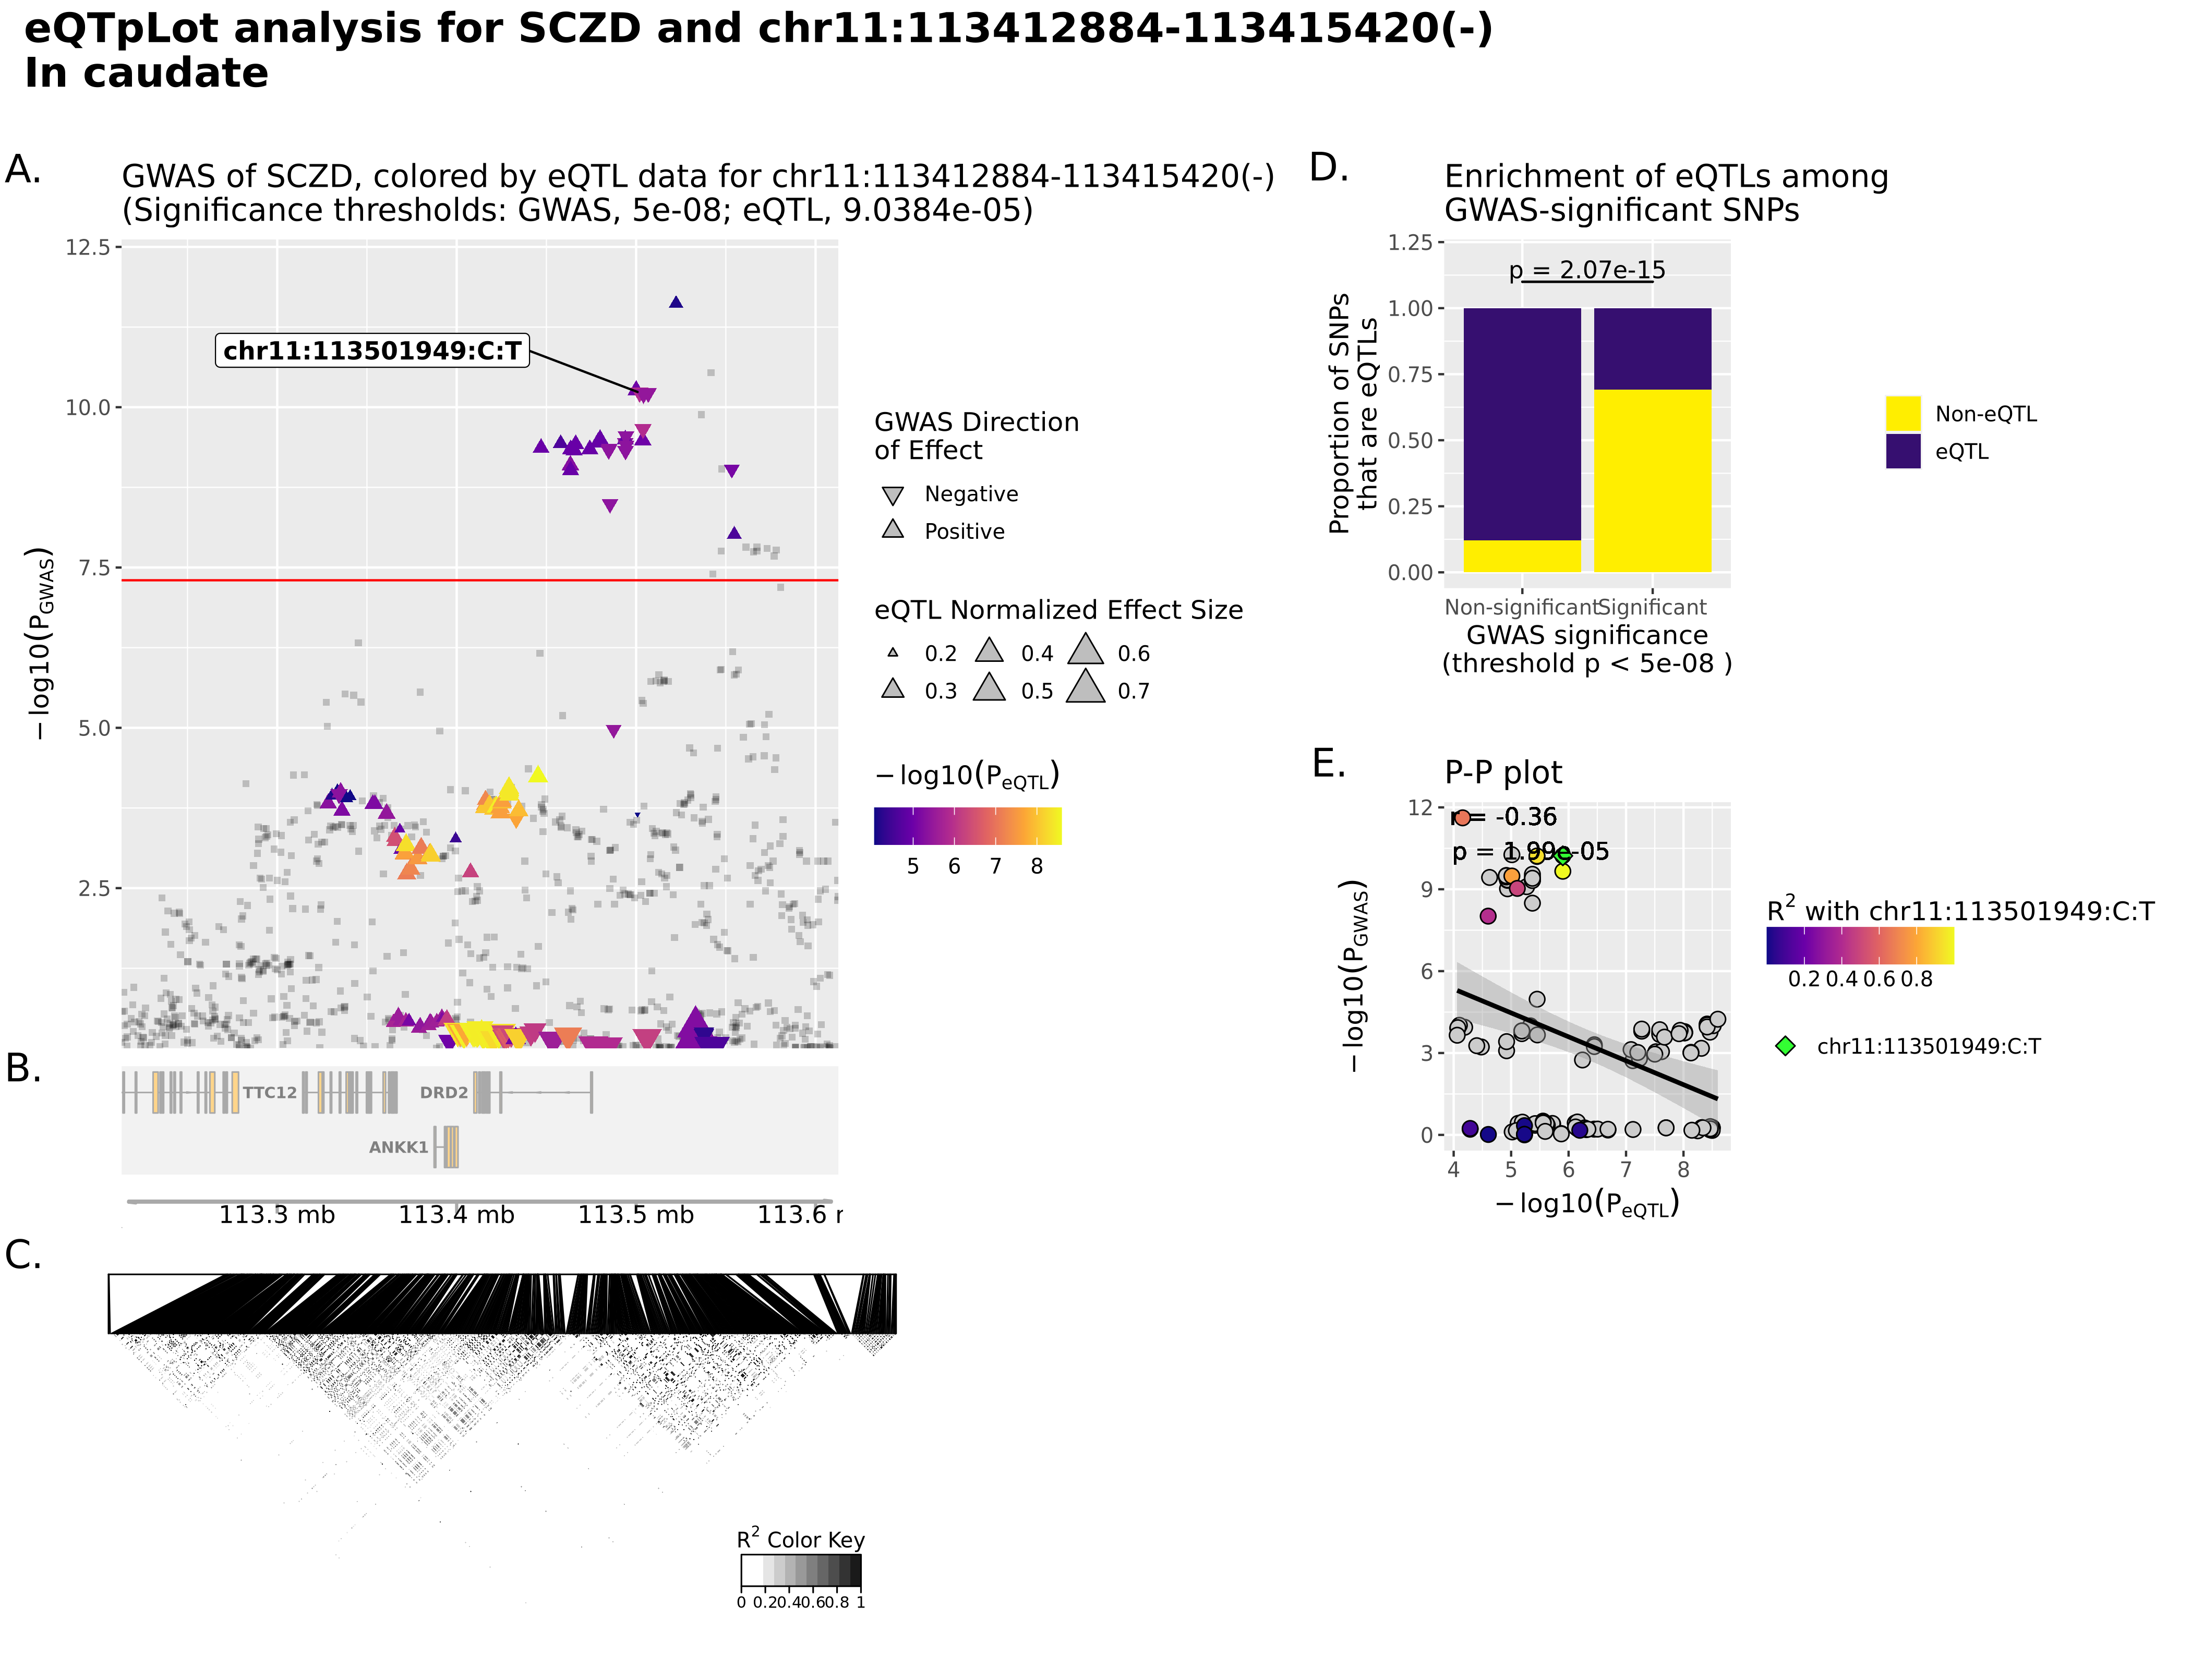 eQTpLot analysis for SCZD and chr11:113412884-113415420(-)
In caudate
A.
GWAS of SCZD, colored by eQTL data for chr11:113412884-113415420(-)
(Significance thresholds: GWAS, 5e-08; eQTL, 9.0384e-05)
12.5
10.0
7.5
5.0
2.5
−log10(PGWAS)
chr11:113501949:C:T
GWAS Direction
of Effect
Negative
Positive
eQTL Normalized Effect Size
0.2 0.4 0.6
0.3 0.5 0.7
−log10(PeQTL)
5 6 7 8
B.
TTC12
DRD2
ANKK1
113.3 mb 113.4 mb 113.5 mb 113.6 r
C.
R2 Color Key
0 0.2 0.4 0.6 0.8 1
D.
Enrichment of eQTLs among
GWAS-significant SNPs
1.25
1.00
0.75
0.50
0.25
0.00
Proportion of SNPs
that are eQTLs
p = 2.07e-15
Non-significant Significant
GWAS significance
(threshold p < 5e-08 )
Non-eQTL
eQTL
E.
P-P plot
12
9
6
3
0
−log10(PGWAS)
r = -0.36
p = 1.99e-05
4 5 6 7 8
−log10(PeQTL)
R2 with chr11:113501949:C:T
0.2 0.4 0.6 0.8
chr11:113501949:C:T